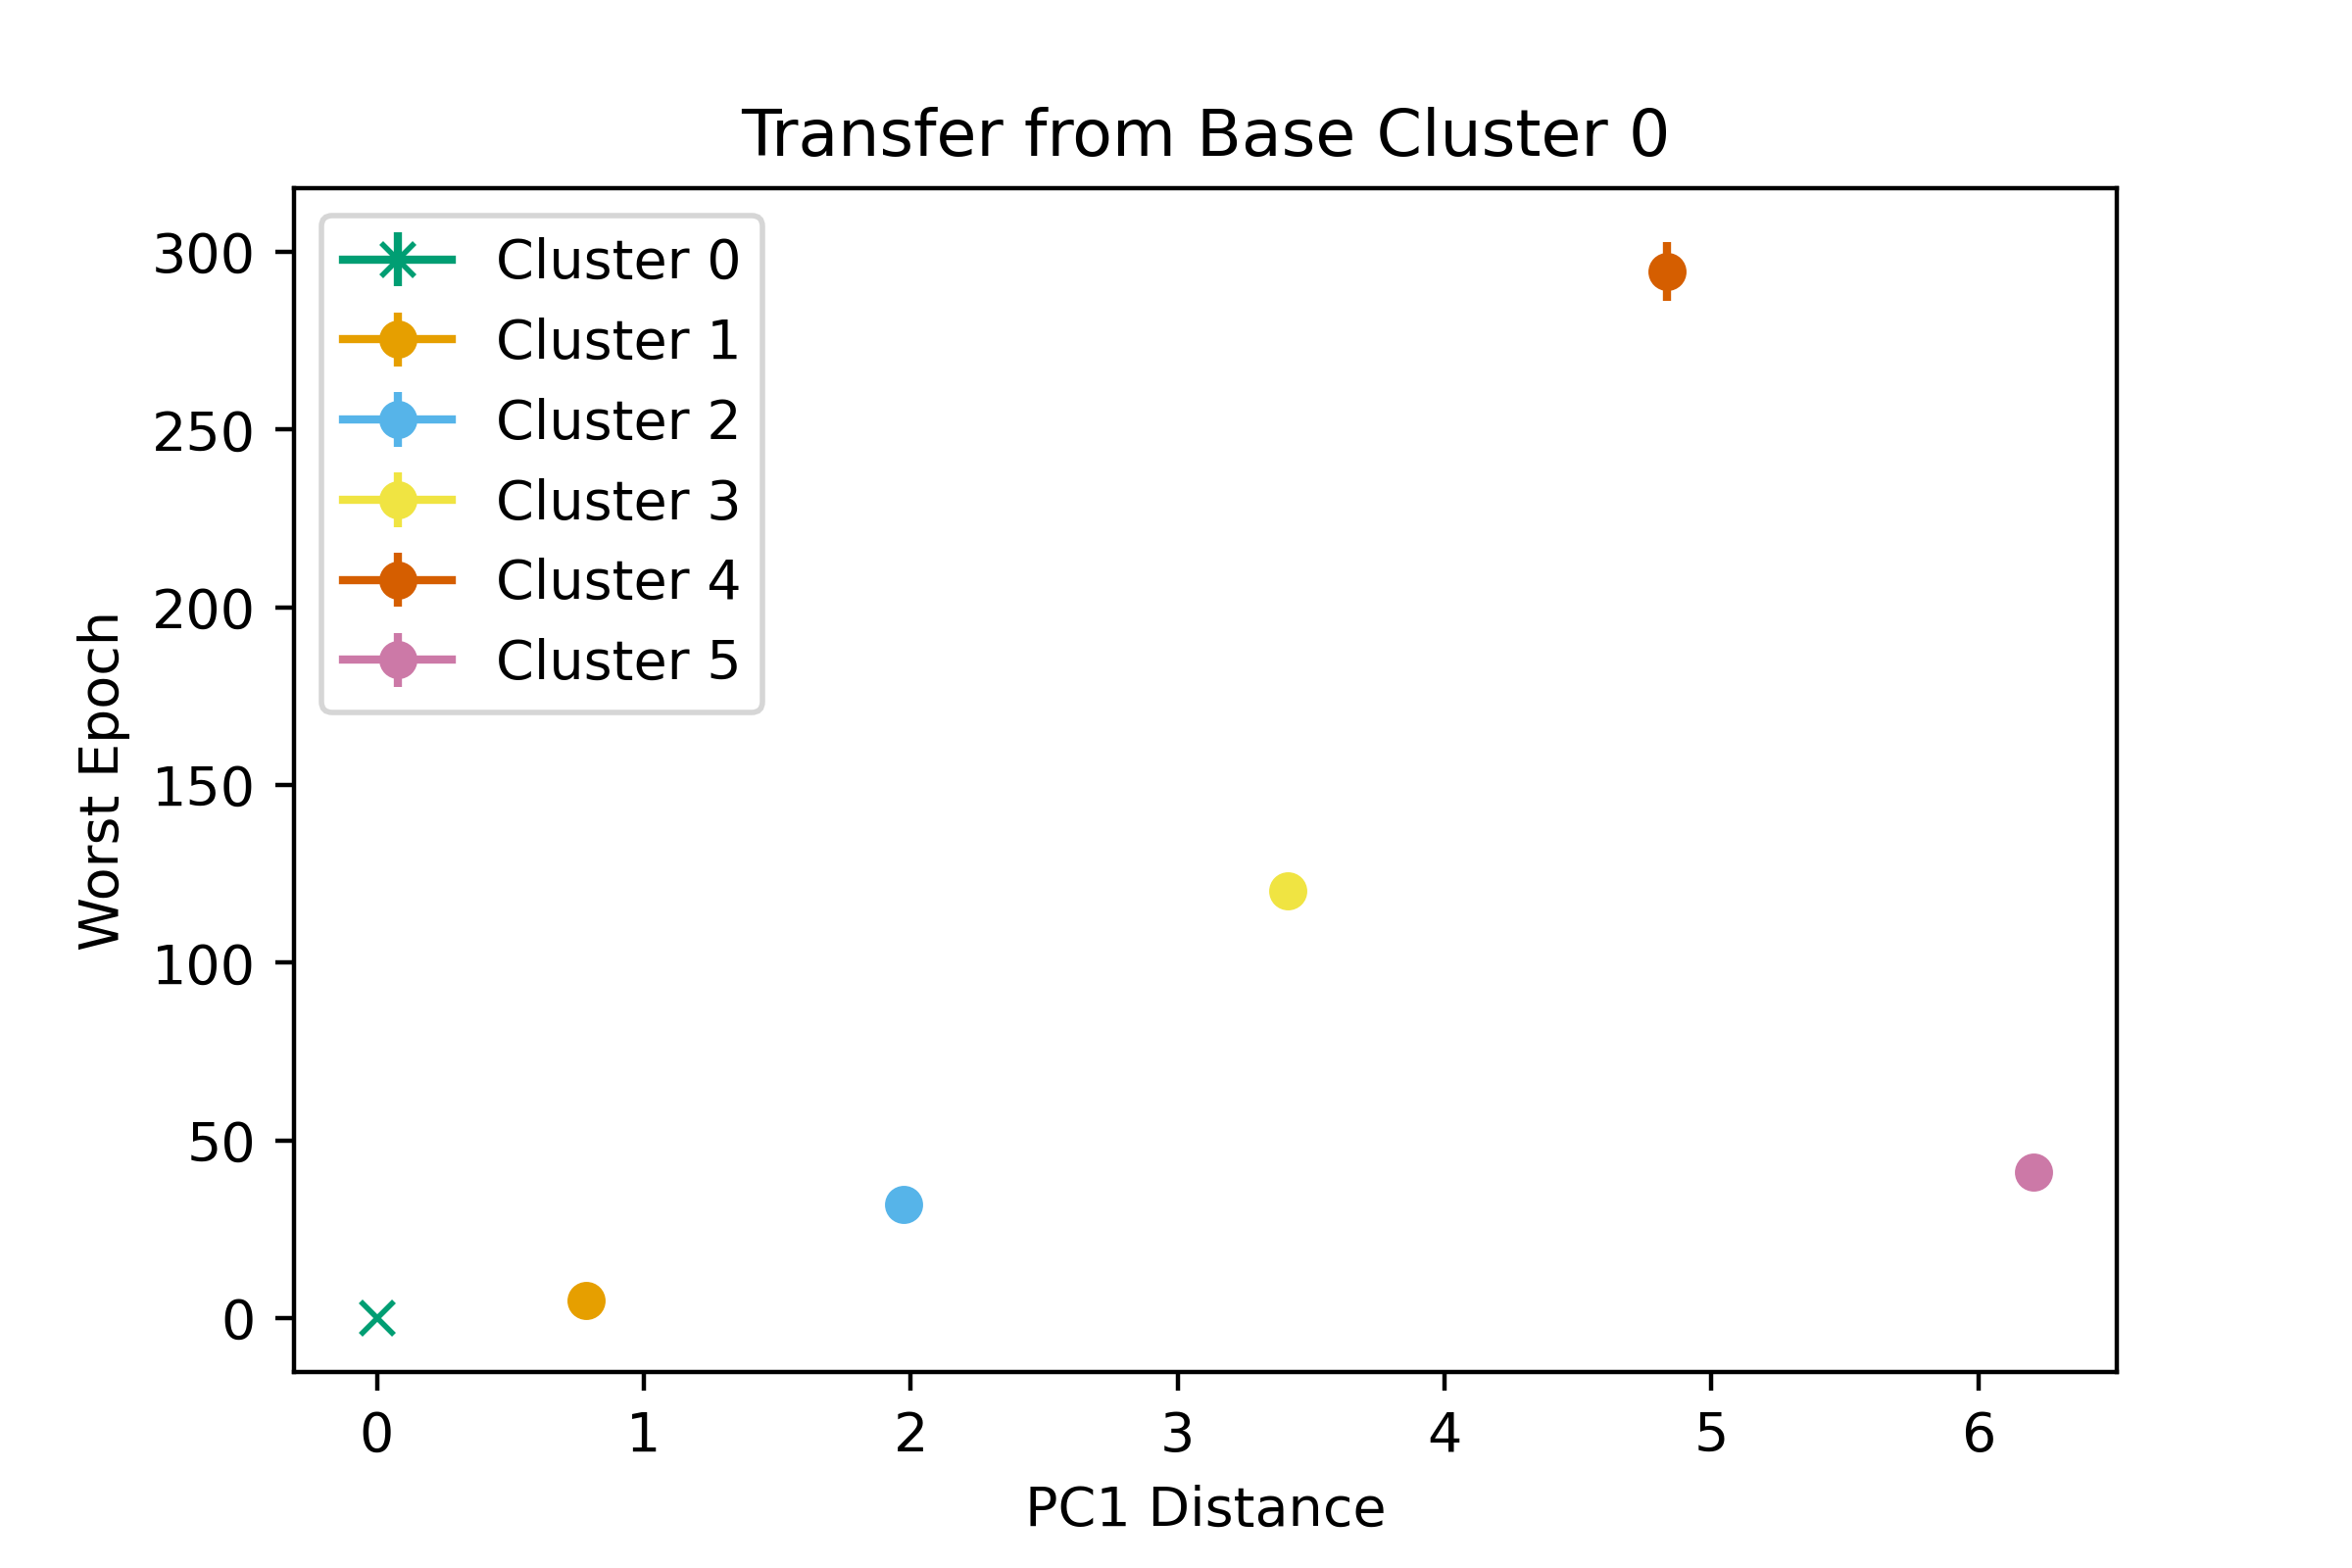 Transfer from Base Cluster 0
Cluster 0
Cluster 1
Cluster 2
Cluster 3
Cluster 4
Cluster 5
Worst Epoch
300
250
200
150
100
50
0
0 1 2 3 4 5 6
PC1 Distance